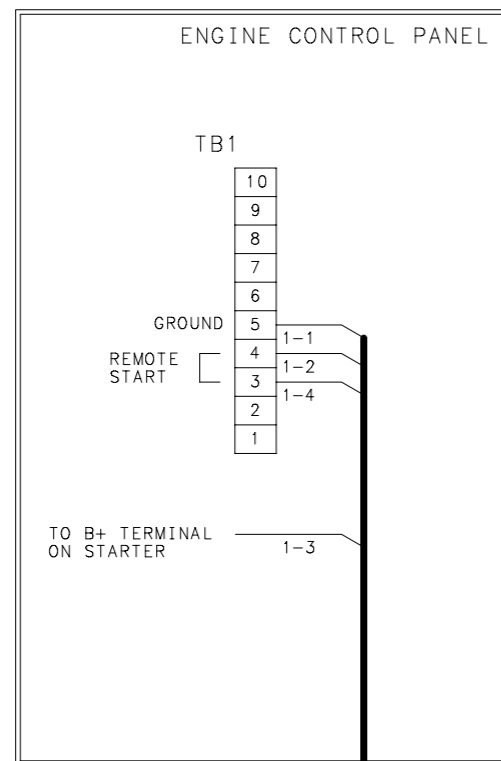 ENGINE CONTROL PANEL
TB1
10
9
8
7
6
GROUND 5
1-1
REMOTE
START
4
1-2
3
1-4
2
1
TO B+ TERMINAL
ON STARTER
1-3